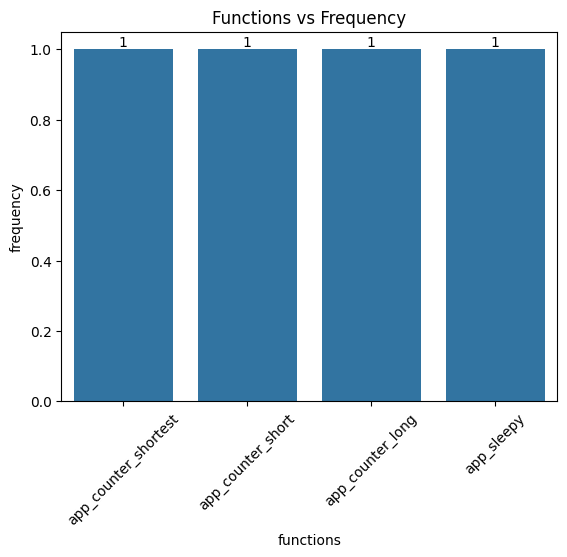 Functions vs Frequency
1 1 1 1
1.0
0.8
0.6
0.4
0.2
0.0
frequency
app_counter_shortest
app_counter_short
app_counter_long
app_sleepy
functions